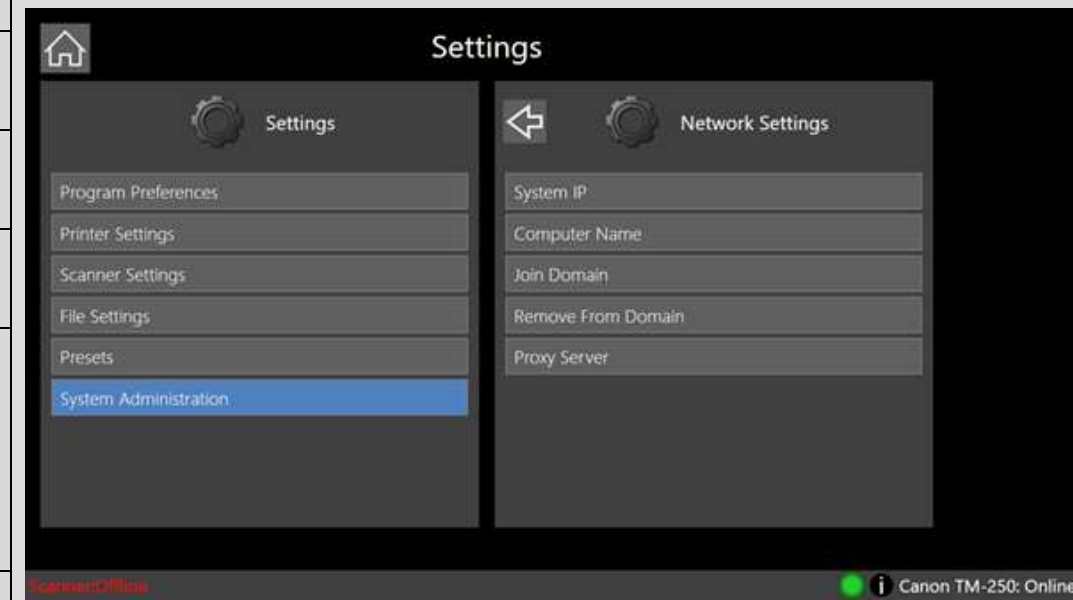 Settings
Settings
Program Preferences
Printer Settings
Scanner Settings
File Settings
Presets
System Administration
Network Settings
System IP
Computer Name
Join Domain
Remove From Domain
Proxy Server
Scanner:Offline
i Canon TM-250: Online